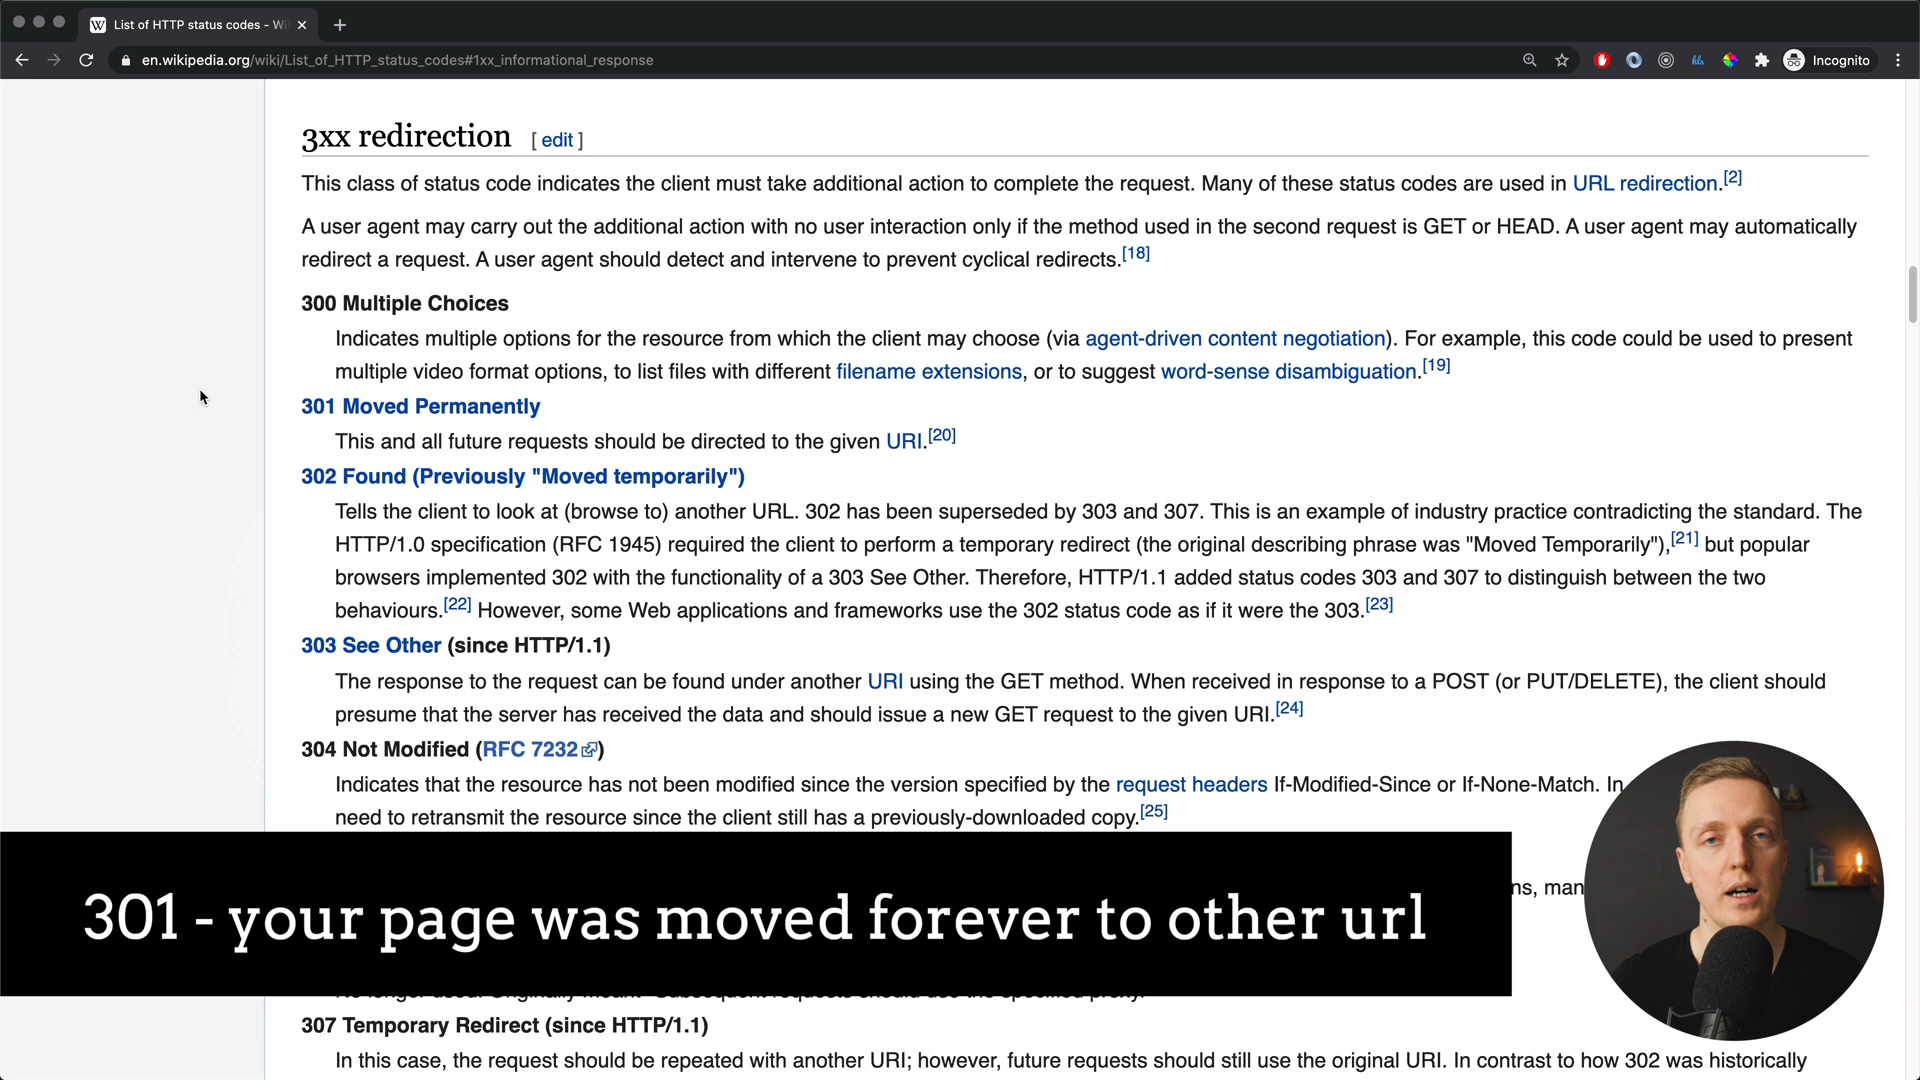 List of HTTP status codes - Wi
en.wikipedia.org/wiki/List_of_HTTP_status_codes#1xx_informational_response
hls
Incognito
3xx redirection [ edit ]
This class of status code indicates the client must take additional action to complete the request. Many of these status codes are used in URL redirection.[2]
A user agent may carry out the additional action with no user interaction only if the method used in the second request is GET or HEAD. A user agent may automatically
redirect a request. A user agent should detect and intervene to prevent cyclical redirects.[18]
300 Multiple Choices
Indicates multiple options for the resource from which the client may choose (via agent-driven content negotiation). For example, this code could be used to present
multiple video format options, to list files with different filename extensions, or to suggest word-sense disambiguation.[19]
301 Moved Permanently
This and all future requests should be directed to the given URI.[20]
302 Found (Previously "Moved temporarily")
Tells the client to look at (browse to) another URL. 302 has been superseded by 303 and 307. This is an example of industry practice contradicting the standard. The
HTTP/1.0 specification (RFC 1945) required the client to perform a temporary redirect (the original describing phrase was "Moved Temporarily"),[21] but popular
browsers implemented 302 with the functionality of a 303 See Other. Therefore, HTTP/1.1 added status codes 303 and 307 to distinguish between the two
behaviours.[22] However, some Web applications and frameworks use the 302 status code as if it were the 303.[23]
303 See Other (since HTTP/1.1)
The response to the request can be found under another URI using the GET method. When received in response to a POST (or PUT/DELETE), the client should
presume that the server has received the data and should issue a new GET request to the given URI.[24]
304 Not Modified (RFC 7232)
Indicates that the resource has not been modified since the version specified by the request headers If-Modified-Since or If-None-Match. In
need to retransmit the resource since the client still has a previously-downloaded copy.[25]
ns, man
301 - your page was moved forever to other url
307 Temporary Redirect (since HTTP/1.1)
In this case, the request should be repeated with another URI; however, future requests should still use the original URI. In contrast to how 302 was historically